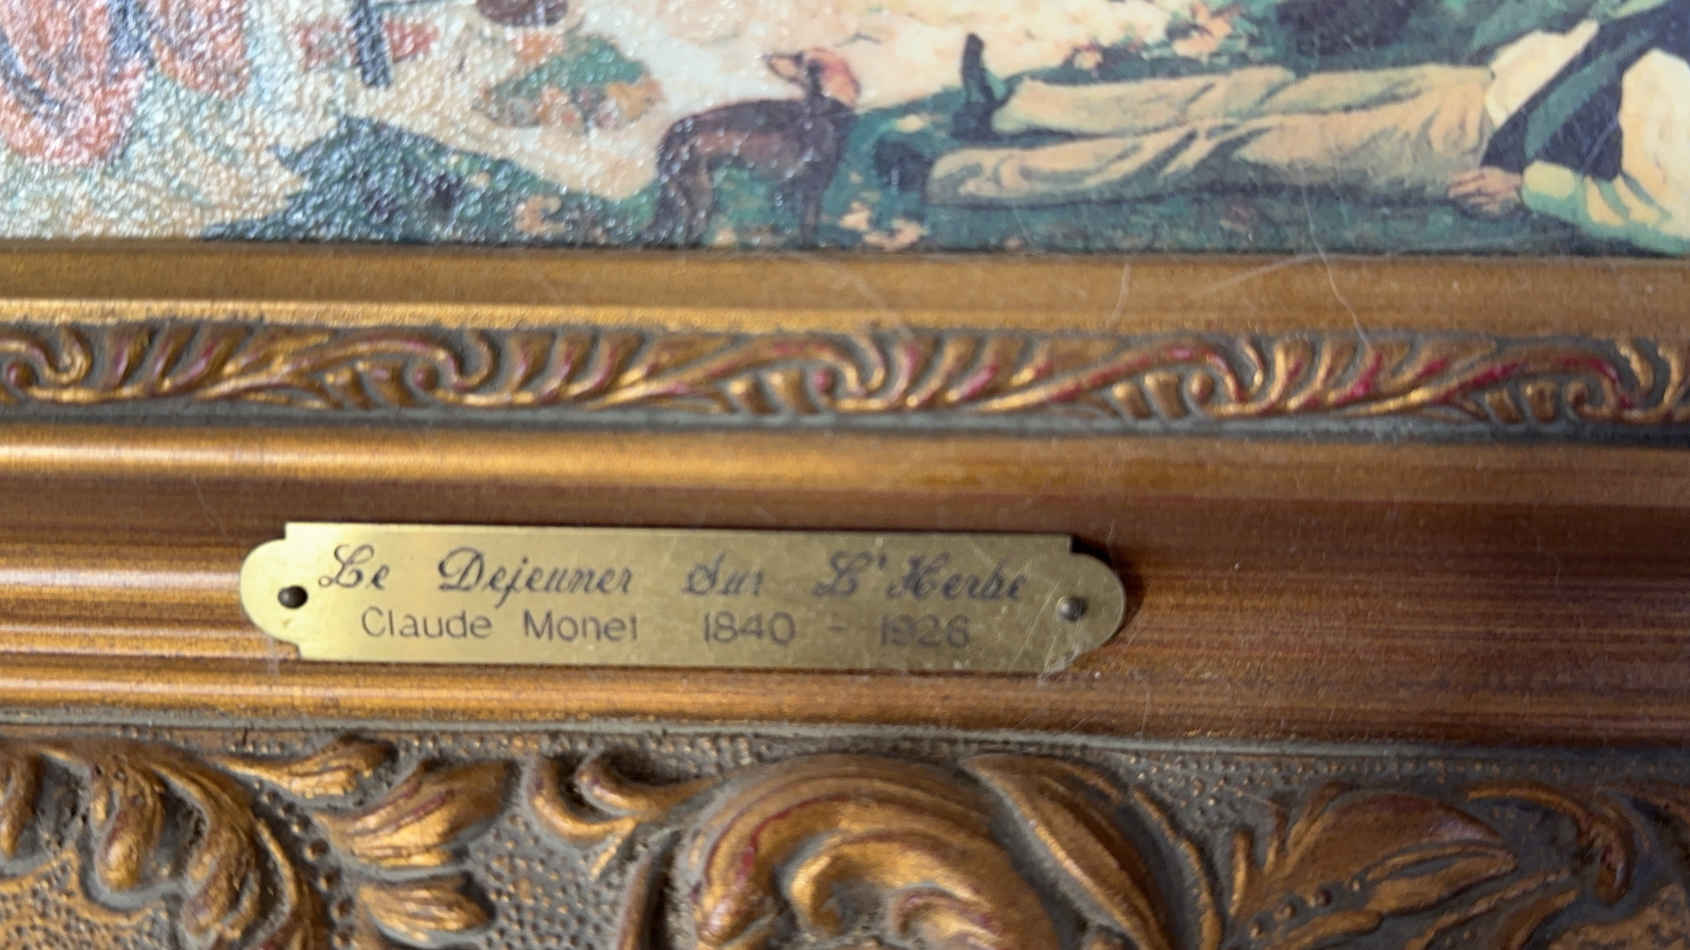 Le Dejeuner Sur L'Herbe
Claude Monet 1840 - 1926